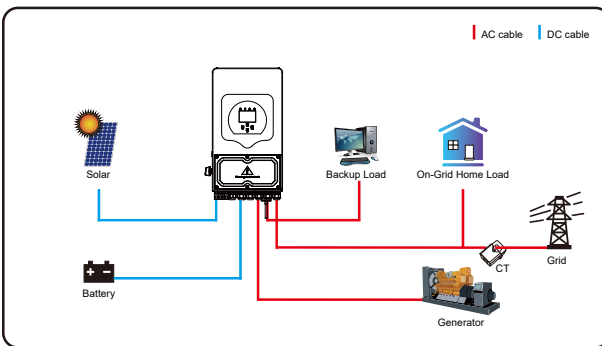 AC cable
DC cable
Solar
Backup Load
On-Grid Home Load
CT
Grid
Battery
Generator